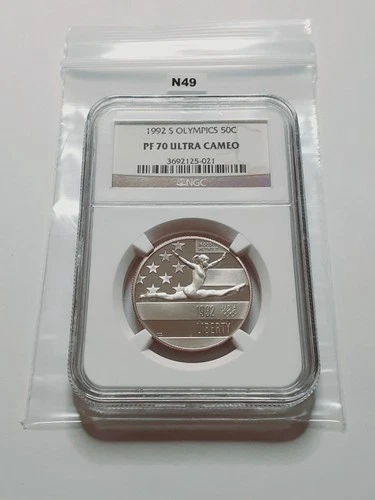 N49
1992 S OLYMPICS 50C
PF 70 ULTRA CAMEO
3692125-021
NGC
1992
LIBERTY